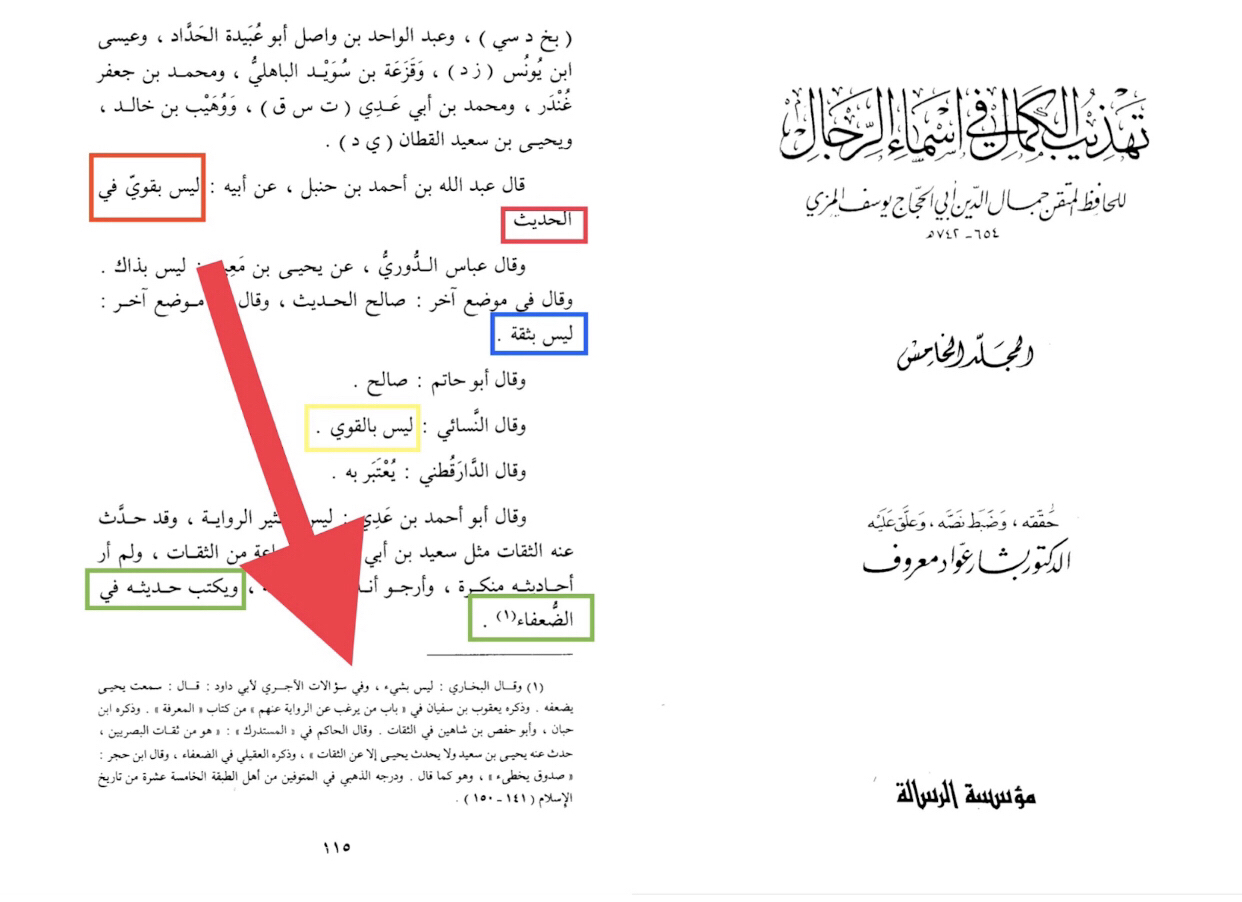 ( بخ د سي ) ، وعبد الواحد بن واصل أبو عُبَيدة الحَدَّاد ، وعيسى
ابن يُونُس ( ز د ) ، وَقَزَعَة بن سُوَيْد الباهليُّ ، ومحمد بن جعفر
غُنْدَر ، ومحمد بن أبي عَدِي ( ت س ق ) ، وَوُهَيْب بن خالد ،
ويحيى بن سعيد القطان ( ي د ) .
قال عبد الله بن أحمد بن حنبل ، عن أبيه : ليس بقويّ في
الحديث
وقال عباس الدُّوريُّ ، عن يحيى بن مَعِين ليس بذاك .
وقال في موضع آخر : صالح الحديث ، وقال موضع آخر :
ليس بثقة .
وقال أبو حاتم : صالح .
وقال النَّسائي : ليس بالقوي .
وقال الدَّارَقُطني : يُعْتَبَر به .
وقال أبو أحمد بن عَدِي : ليس الرواية ، وقد حدَّث
عنه الثقات مثل سعيد بن أبي من الثقات ، ولم أر
أحاديثه منكرة ، وأرجو ، ويكتب حديثه في
الضُّعفاء(١) .
(١) وقال البخاري : ليس بشيء ، وفي سؤالات الآجري لأبي داود : قال : سمعت يحيى
يضعفه . وذكره يعقوب بن سفيان في « باب من يرغب عن الرواية عنهم » من كتاب « المعرفة » . وذكره ابن
حبان ، وأبو حفص بن شاهين في الثقات . وقال الحاكم في « المستدرك » : « هو من ثقات البصريين ،
حدث عنه يحيى بن سعيد ولا يحدث يحيى إلا عن الثقات » ، وذكره العقيلي في الضعفاء ، وقال ابن حجر :
« صدوق يخطىء » ، وهو كما قال . ودرجه الذهبي في المتوفين من أهل الطبقة الخامسة عشرة من تاريخ
الإسلام ( ١٤١ - ١٥٠ ) .
١١٥
تهذيب الكمال في أسماء الرجال
للحافظ المتقن جمال الدين أبي الحجاج يوسف المزي
٦٥٤ - ٧٤٢هـ
المجلد الخامس
حققه ، وضبط نصه ، وعلق عليه
الدكتور بشار عواد معروف
مؤسسة الرسالة